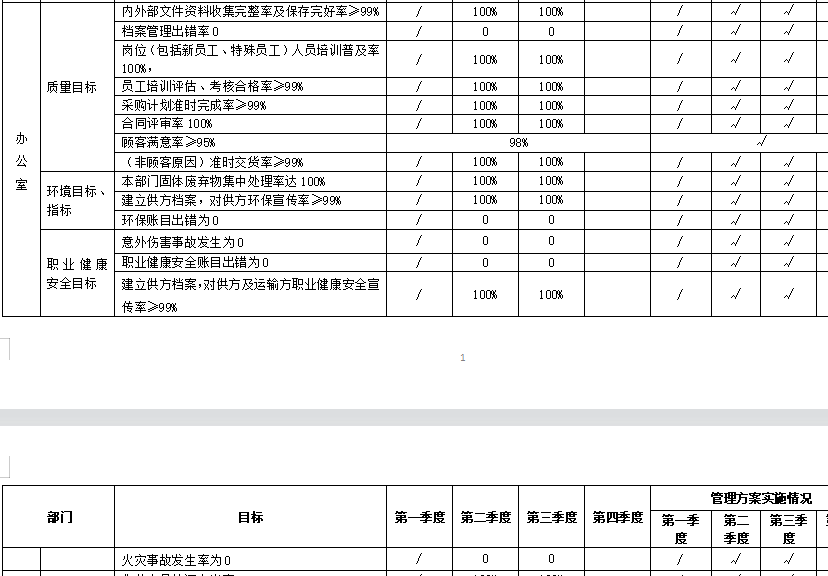 内外部文件资料收集完整率及保存完好率≥99% / 100% 100% / √ √
档案管理出错率0 / 0 0 / √ √
岗位(包括新员工、特殊员工)人员培训普及率
100%, / 100% 100% / √ √
质量目标
员工培训评估、考核合格率≥99% / 100% 100% / √ √
采购计划准时完成率≥99% / 100% 100% / √ √
合同评审率100% / 100% 100% / √ √
办公室
顾客满意率≥95% 98% √
(非顾客原因)准时交货率≥99% / 100% 100% / √ √
环境目标、
指标
本部门固体废弃物集中处理率达100% / 100% 100% / √ √
建立供方档案,对供方环保宣传率≥99% / 100% 100% / √ √
环保账目出错为0 / 0 0 / √ √
职业健康
安全目标
意外伤害事故发生为0 / 0 0 / √ √
职业健康安全账目出错为0 / 0 0 / √ √
建立供方档案,对供方及运输方职业健康安全宣
传率≥99% / 100% 100% / √ √
1
部门 目标 第一季度 第二季度 第三季度 第四季度 管理方案实施情况
第一季
度
第二
季度
第三季
度
火灾事故发生率为0 / 0 0 / √ √